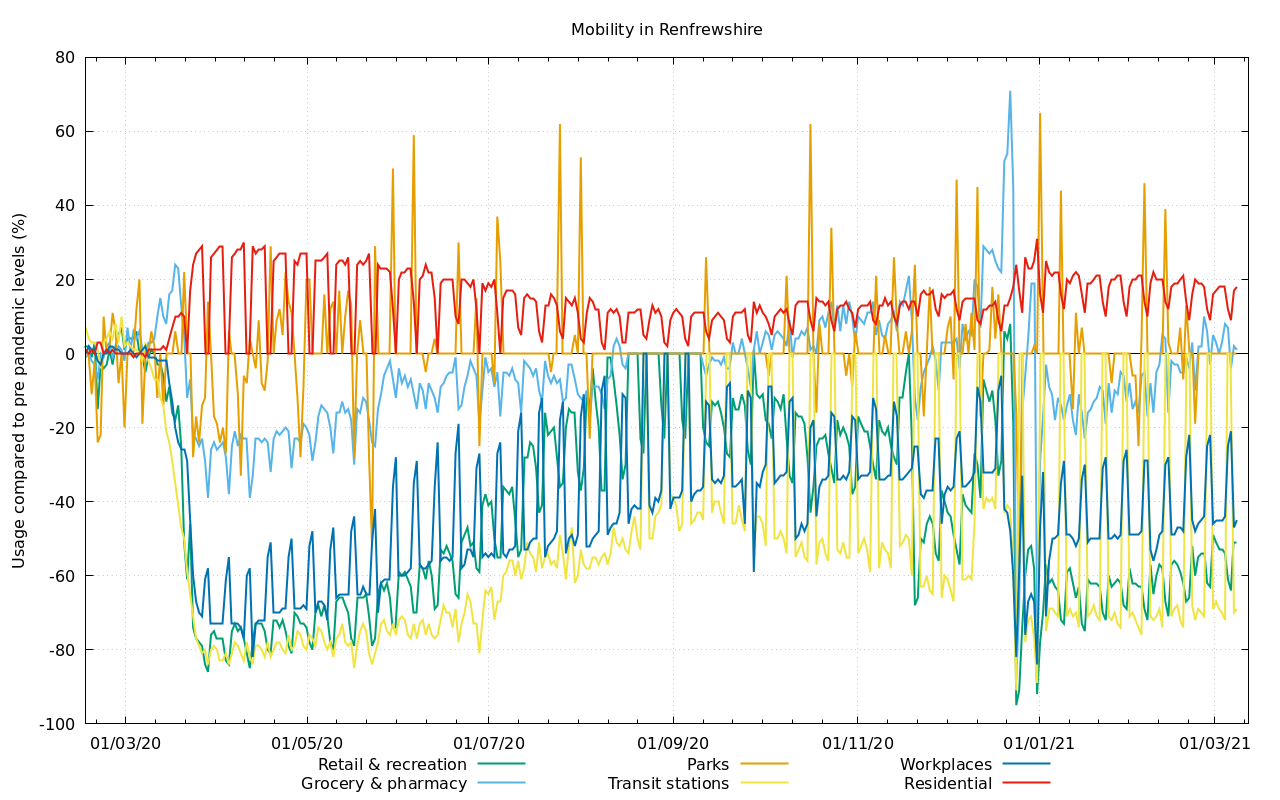 Mobility in Renfrewshire
Usage compared to pre pandemic levels (%)
80
60
40
20
0
-20
-40
-60
-80
-100
01/03/20 01/05/20 01/07/20 01/09/20 01/11/20 01/01/21 01/03/21
Retail & recreation Parks Workplaces
Grocery & pharmacy Transit stations Residential